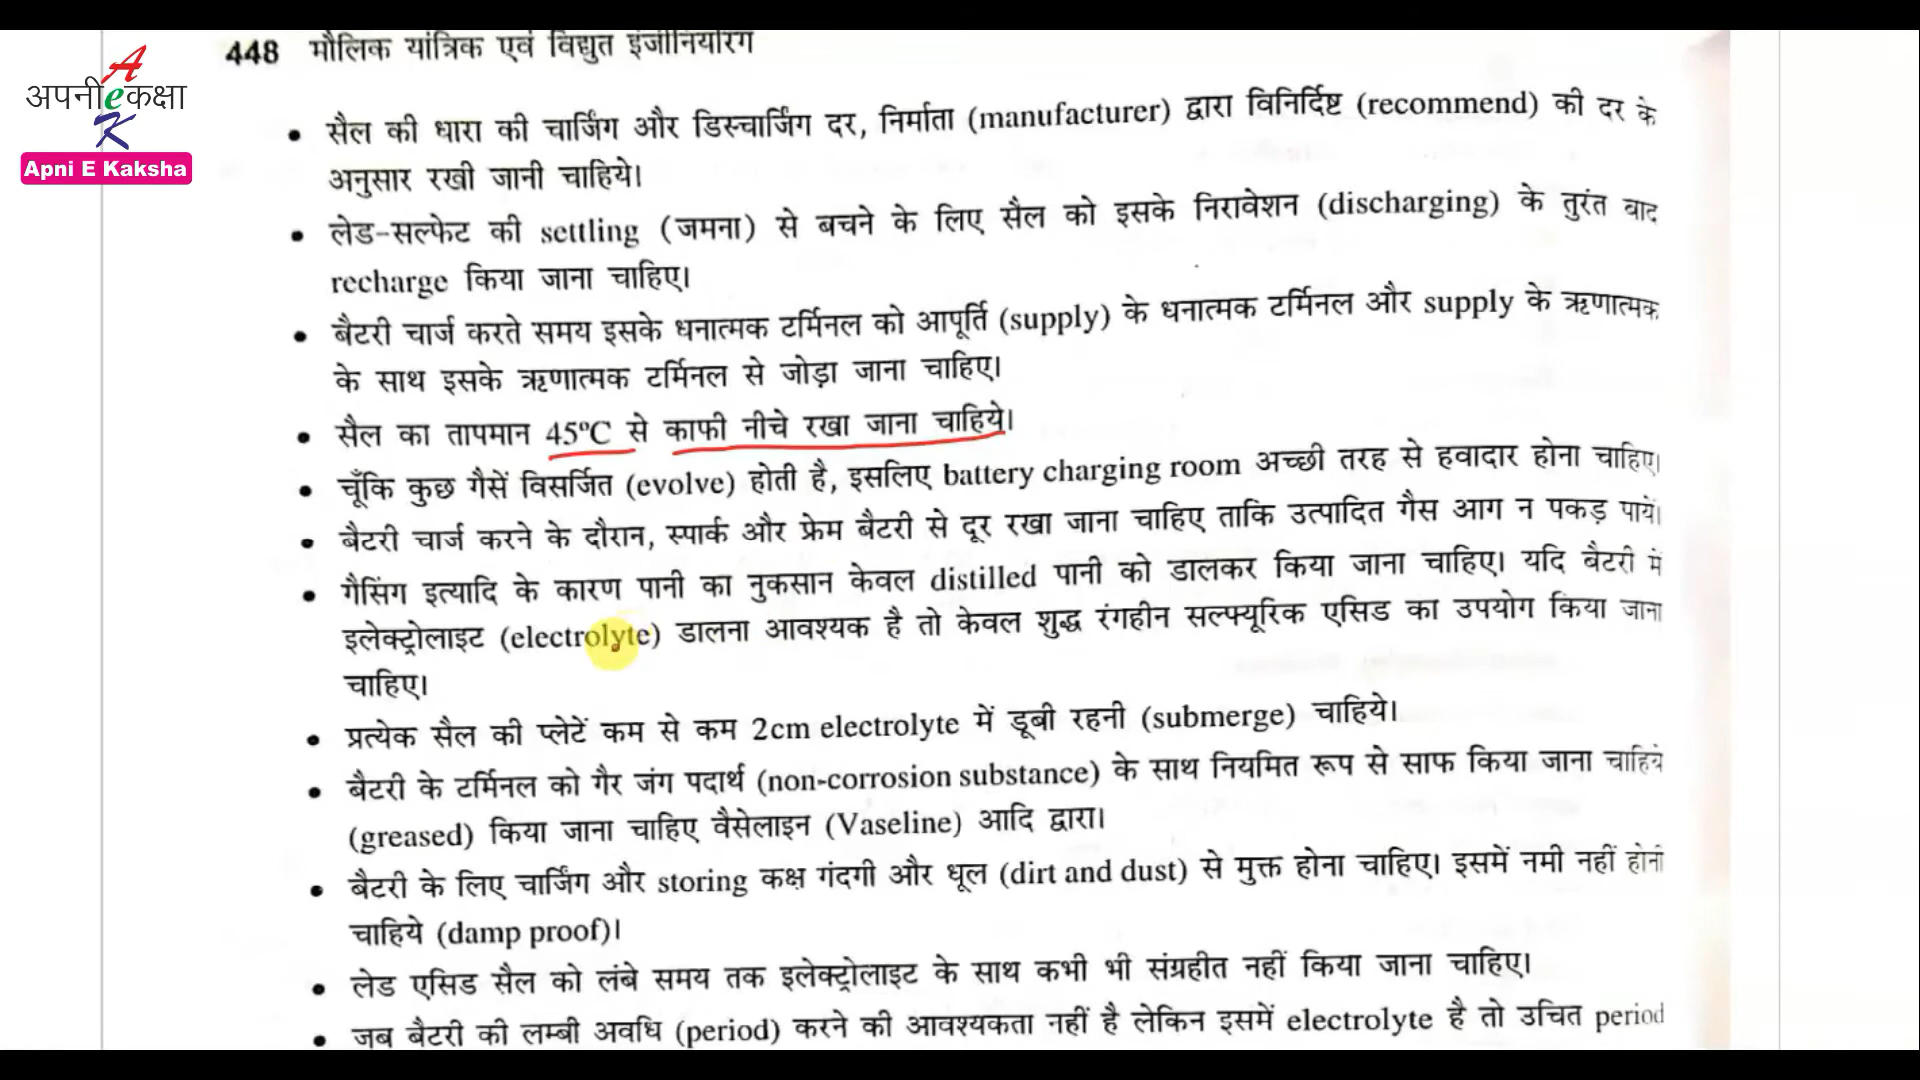 448 मौलिक यांत्रिक एवं विद्युत इंजीनियरिंग
A
अपनी e कक्षा
K
Apni E Kaksha
• सैल की धारा की चार्जिंग और डिस्चार्जिंग दर, निर्माता (manufacturer) द्वारा विनिर्दिष्ट (recommend) की दर के
अनुसार रखी जानी चाहिये।
• लेड-सल्फेट की settling (जमना) से बचने के लिए सैल को इसके निरावेशन (discharging) के तुरंत बाद
recharge किया जाना चाहिए।
• बैटरी चार्ज करते समय इसके धनात्मक टर्मिनल को आपूर्ति (supply) के धनात्मक टर्मिनल और supply के ऋणात्मक
के साथ इसके ऋणात्मक टर्मिनल से जोड़ा जाना चाहिए।
• सैल का तापमान 45ºC से काफी नीचे रखा जाना चाहिये।
• चूँकि कुछ गैसें विसर्जित (evolve) होती है, इसलिए battery charging room अच्छी तरह से हवादार होना चाहिए।
• बैटरी चार्ज करने के दौरान, स्पार्क और फ्रेम बैटरी से दूर रखा जाना चाहिए ताकि उत्पादित गैस आग न पकड़ पाये।
• गैसिंग इत्यादि के कारण पानी का नुकसान केवल distilled पानी को डालकर किया जाना चाहिए। यदि बैटरी में
इलेक्ट्रोलाइट (electrolyte) डालना आवश्यक है तो केवल शुद्ध रंगहीन सल्फ्यूरिक एसिड का उपयोग किया जाना
चाहिए।
• प्रत्येक सैल की प्लेटें कम से कम 2cm electrolyte में डूबी रहनी (submerge) चाहिये।
• बैटरी के टर्मिनल को गैर जंग पदार्थ (non-corrosion substance) के साथ नियमित रूप से साफ किया जाना चाहिये
(greased) किया जाना चाहिए वैसेलाइन (Vaseline) आदि द्वारा।
• बैटरी के लिए चार्जिंग और storing कक्ष गंदगी और धूल (dirt and dust) से मुक्त होना चाहिए। इसमें नमी नहीं होनी
चाहिये (damp proof)।
• लेड एसिड सैल को लंबे समय तक इलेक्ट्रोलाइट के साथ कभी भी संग्रहीत नहीं किया जाना चाहिए।
• जब बैटरी की लम्बी अवधि (period) करने की आवश्यकता नहीं है लेकिन इसमें electrolyte है तो उचित period